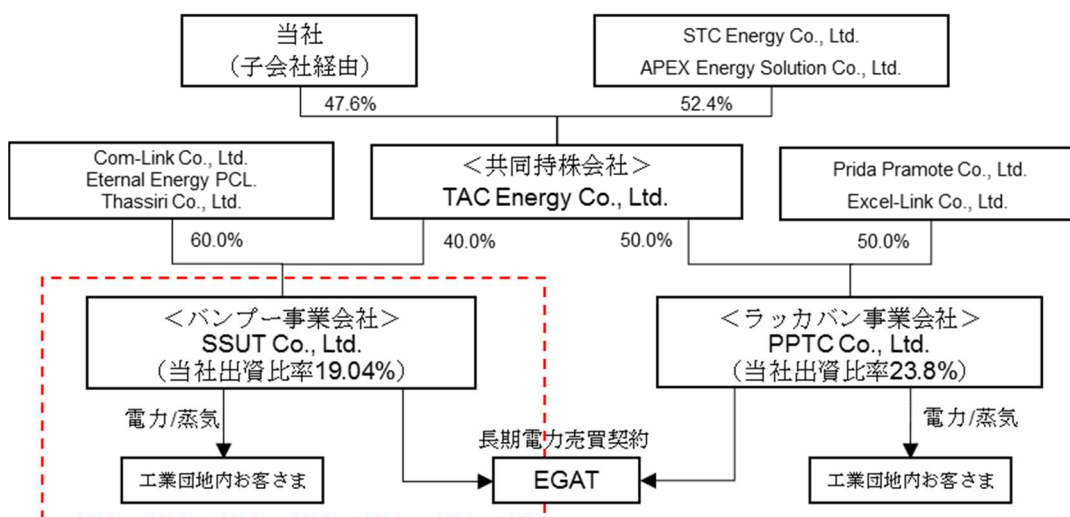 当社
（子会社経由）
STC Energy Co., Ltd.
APEX Energy Solution Co., Ltd.
47.6%
52.4%
Com-Link Co., Ltd.
Eternal Energy PCL.
Thassiri Co., Ltd.
＜共同持株会社＞
TAC Energy Co., Ltd.
Prida Pramote Co., Ltd.
Excel-Link Co., Ltd.
60.0%
40.0%
50.0%
50.0%
＜バンプー事業会社＞
SSUT Co., Ltd.
（当社出資比率19.04%）
＜ラッカバン事業会社＞
PPTC Co., Ltd.
（当社出資比率23.8%）
電力/蒸気
長期電力売買契約
電力/蒸気
工業団地内お客さま
EGAT
工業団地内お客さま